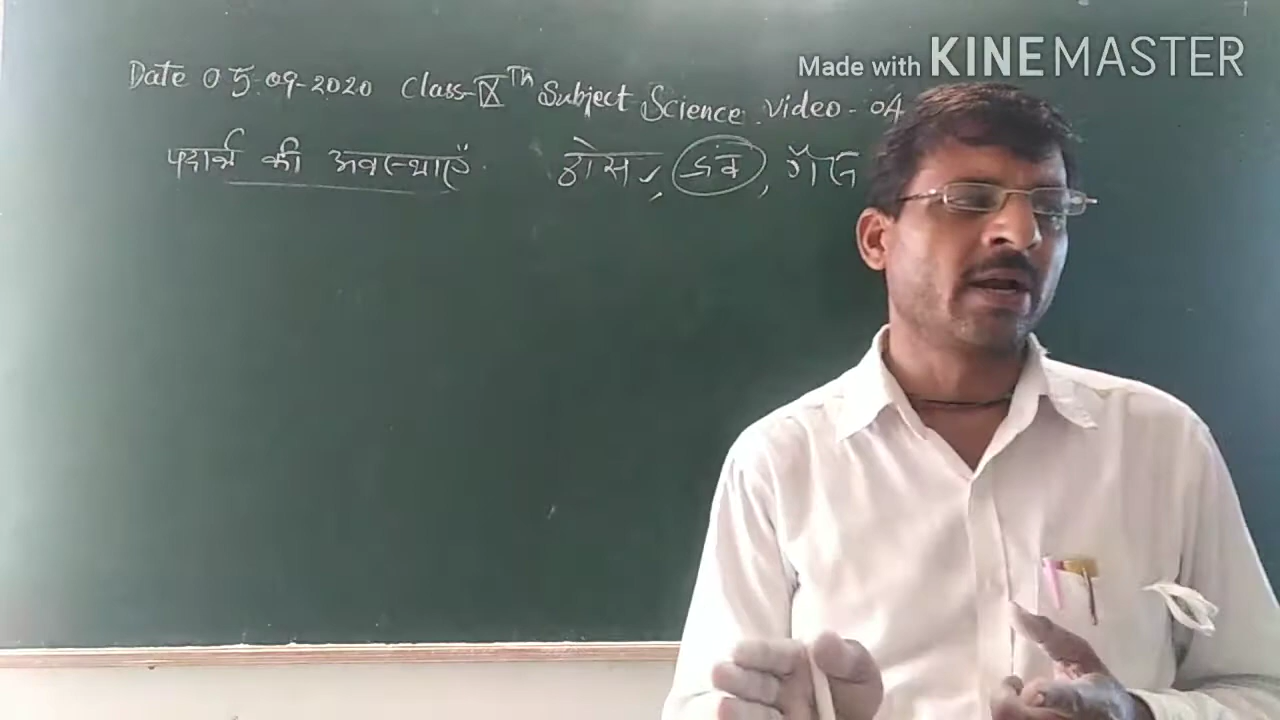 Made with KINEMASTER
Date 05-09-2020 Class-IXTh Subject Science video-04
पदार्थ की अवस्थाएँ ठोस, द्रव, गैस